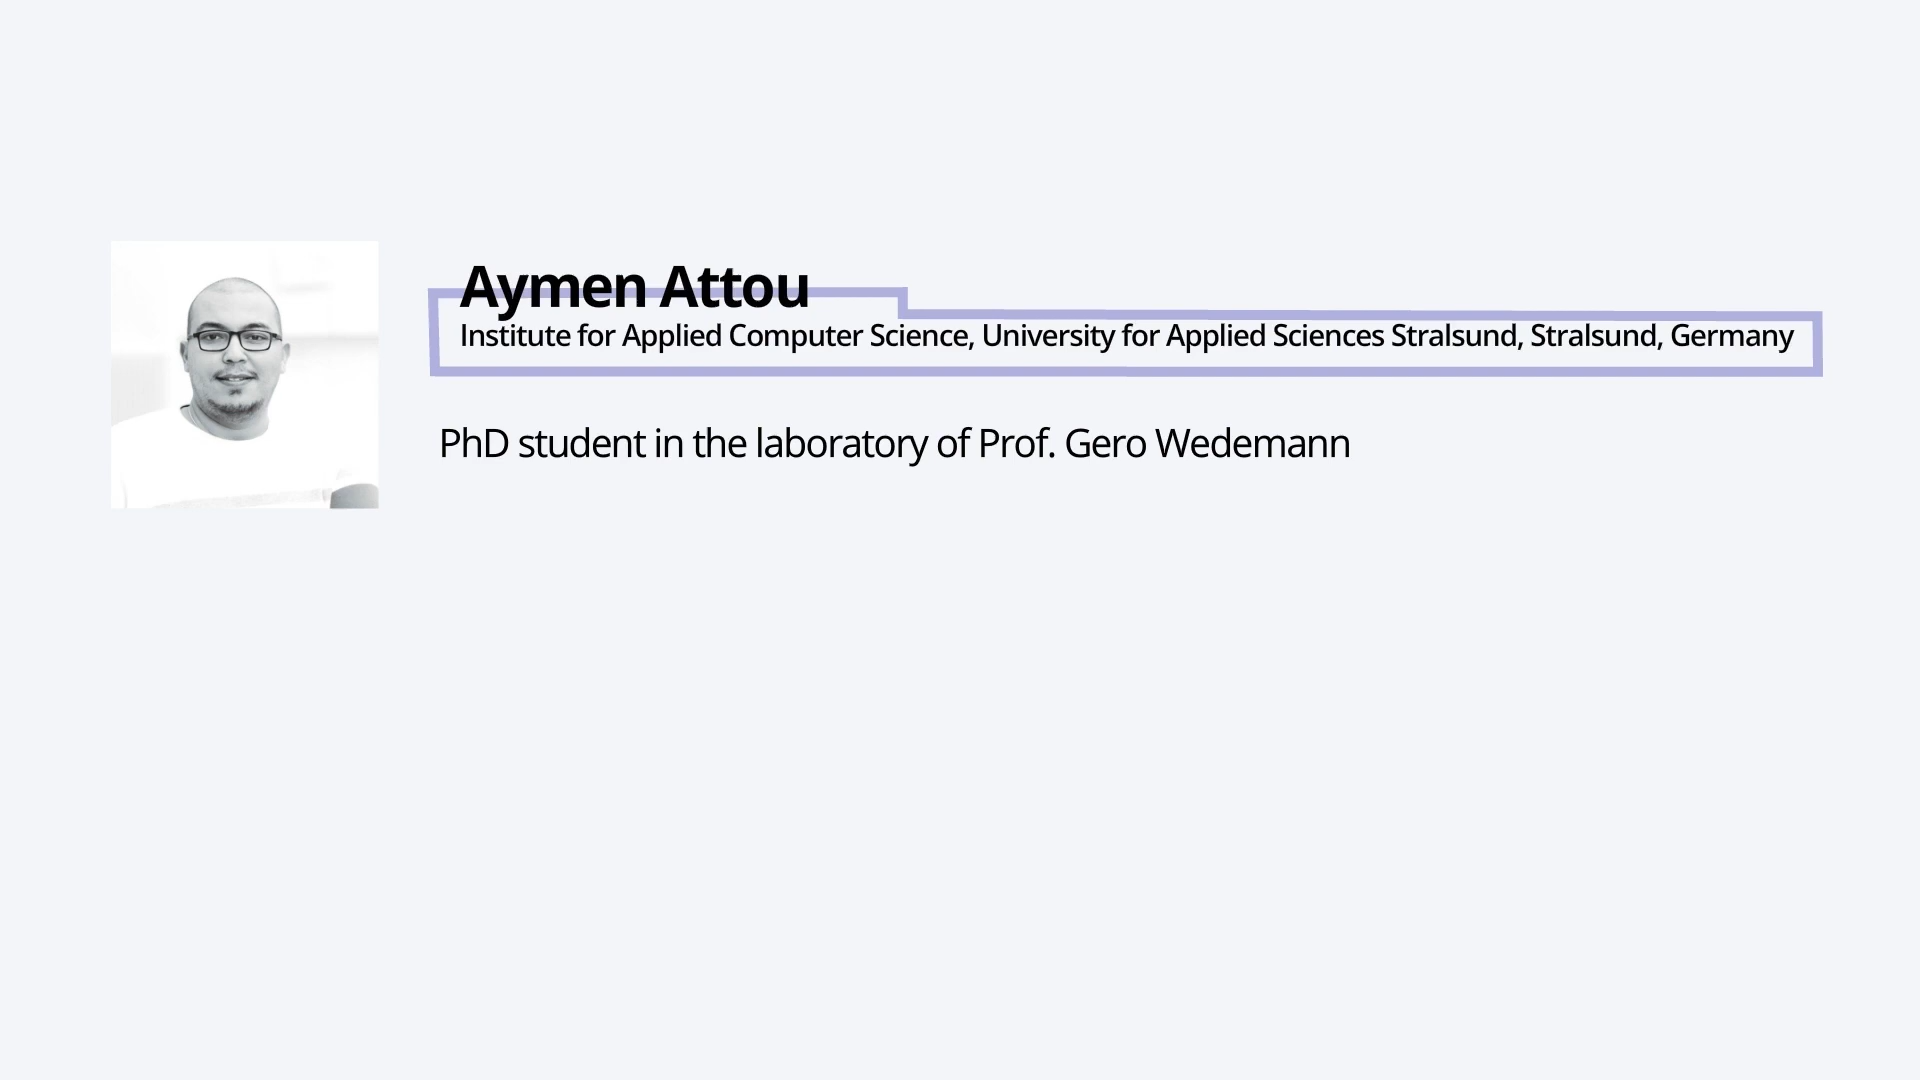 Aymen Attou
Institute for Applied Computer Science, University for Applied Sciences Stralsund, Stralsund, Germany
PhD student in the laboratory of Prof. Gero Wedemann